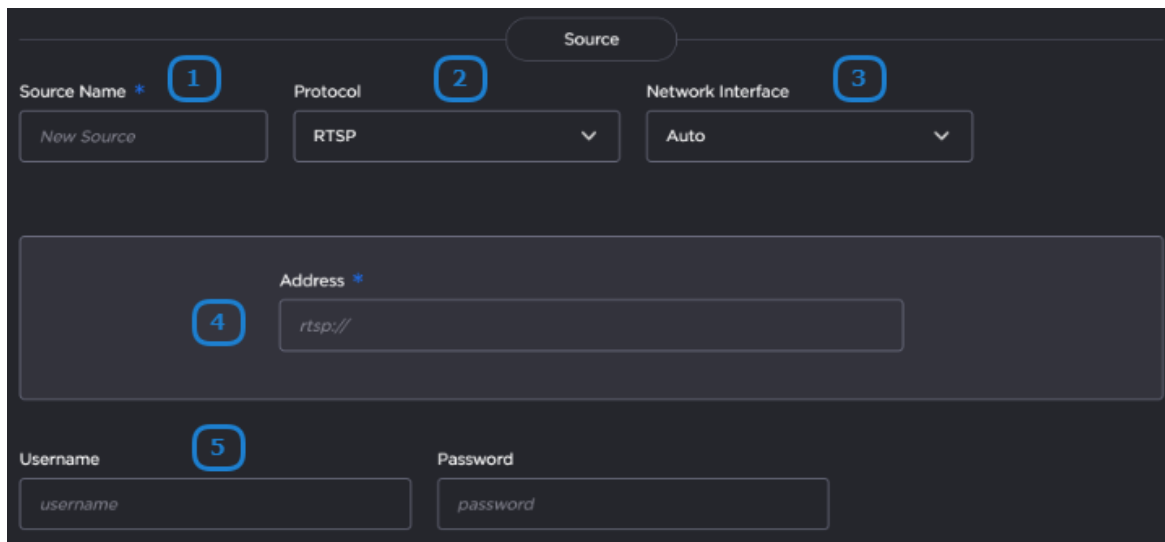 Source
Source Name * 1 Protocol 2 Network Interface 3
New Source RTSP Auto
Address *
4 rtsp://
5
Username Password
username password